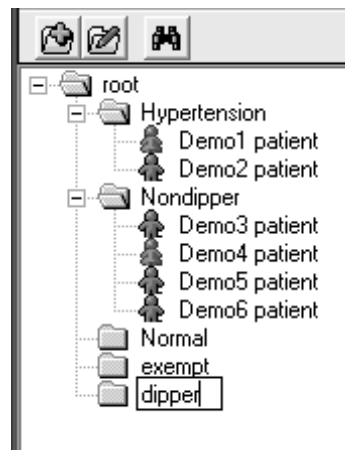 root
Hypertension
Demo1 patient
Demo2 patient
Nondipper
Demo3 patient
Demo4 patient
Demo5 patient
Demo6 patient
Normal
exempt
dipper